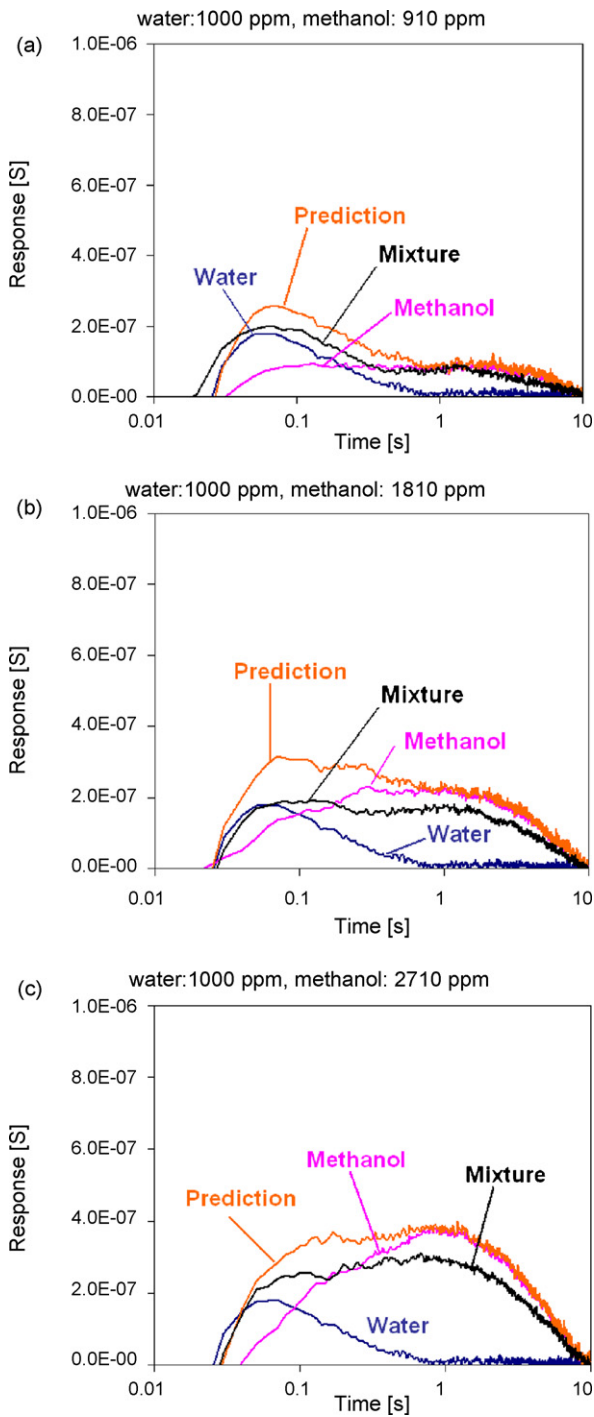 water:1000 ppm, methanol: 910 ppm
(a)
1.0E-06
8.0E-07
6.0E-07
4.0E-07
2.0E-07
0.0E-00
Response [S]
Prediction
Mixture
Water
Methanol
0.01 0.1 1 10
Time [s]
water:1000 ppm, methanol: 1810 ppm
(b)
1.0E-06
8.0E-07
6.0E-07
4.0E-07
2.0E-07
0.0E-00
Response [S]
Prediction
Mixture
Methanol
Water
0.01 0.1 1 10
Time [s]
water:1000 ppm, methanol: 2710 ppm
(c)
1.0E-06
8.0E-07
6.0E-07
4.0E-07
2.0E-07
0.0E-00
Response [S]
Methanol
Mixture
Prediction
Water
0.01 0.1 1 10
Time [s]